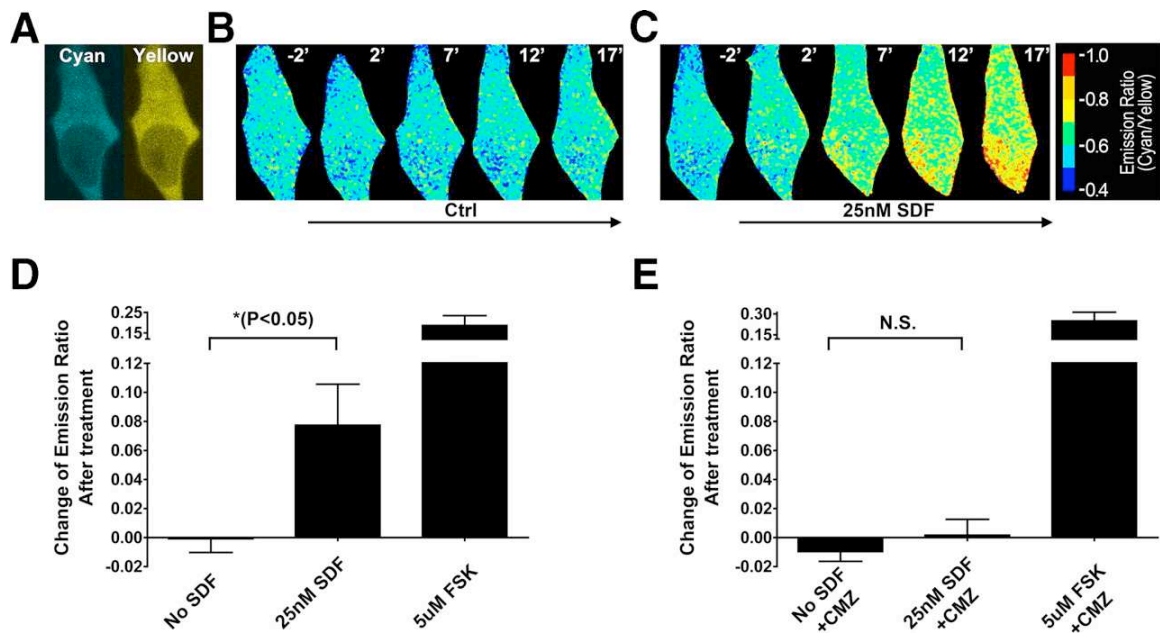 A
Cyan
Yellow
B
-2'
2'
7'
12'
17'
Ctrl
C
-2'
2'
7'
12'
17'
25nM SDF
-1.0
-0.8
-0.6
-0.4
Emission Ratio
(Cyan/Yellow)
D
Change of Emission Ratio
After treatment
0.25
0.15
0.12
0.10
0.08
0.06
0.04
0.02
0.00
-0.02
*(P<0.05)
No SDF
25nM SDF
5uM FSK
E
Change of Emission Ratio
After treatment
0.30
0.15
0.12
0.10
0.08
0.06
0.04
0.02
0.00
-0.02
N.S.
No SDF
+CMZ
25nM SDF
+CMZ
5uM FSK
+CMZ